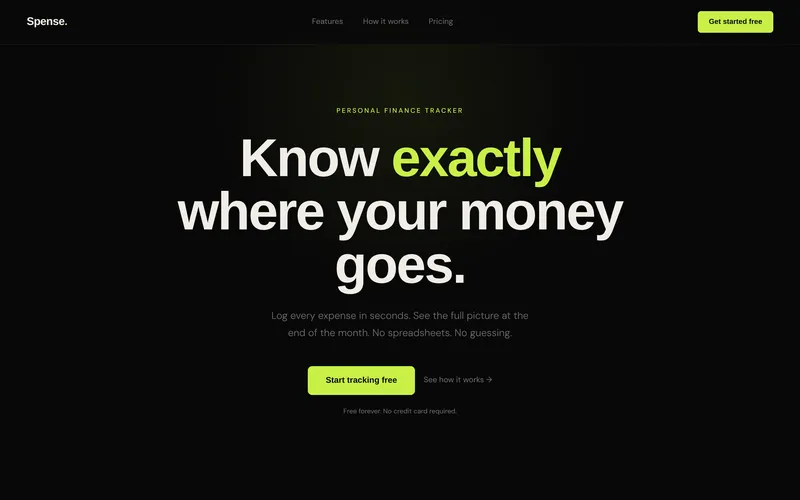 Spense.
Features
How it works
Pricing
Get started free
PERSONAL FINANCE TRACKER
Know exactly
where your money
goes.
Log every expense in seconds. See the full picture at the
end of the month. No spreadsheets. No guessing.
Start tracking free
See how it works →
Free forever. No credit card required.